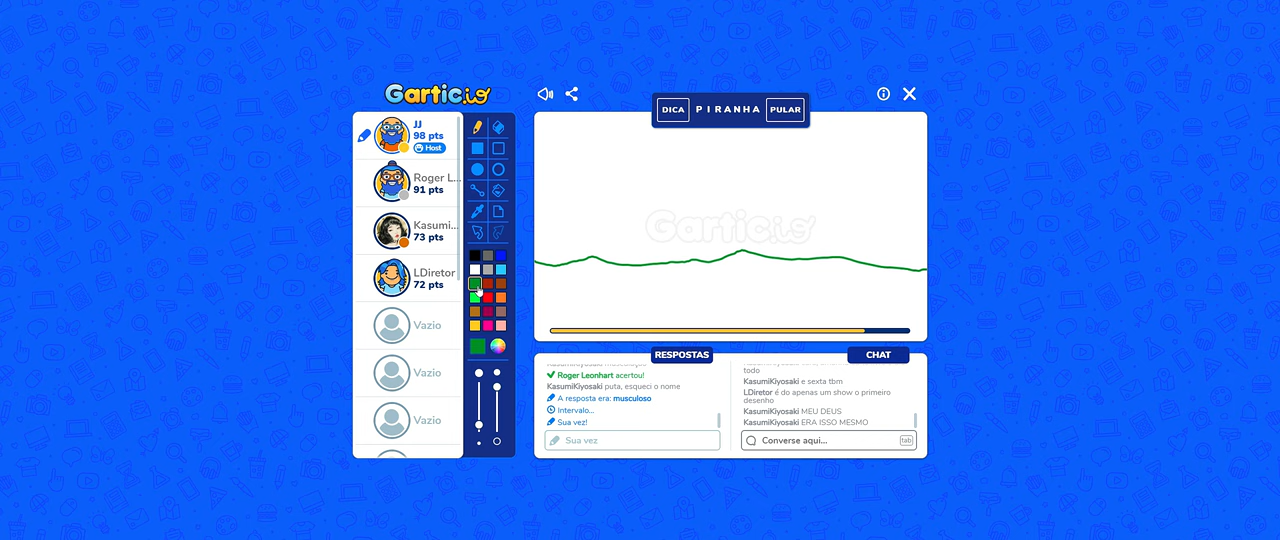 Gartic.io
DICA PIRANHA PULAR
JJ
98 pts
Host
Roger L...
91 pts
Kasumi...
73 pts
LDiretor
72 pts
Vazio
Vazio
Vazio
Gartic.io
RESPOSTAS
Roger Leonhart acertou!
KasumiKiyosaki puta, esqueci o nome
A resposta era: musculoso
Intervalo...
Sua vez!
Sua vez
CHAT
todo
KasumiKiyosaki e sexta tbm
LDiretor é do apenas um show o primeiro
desenho
KasumiKiyosaki MEU DEUS
KasumiKiyosaki ERA ISSO MESMO
Converse aqui...
tab